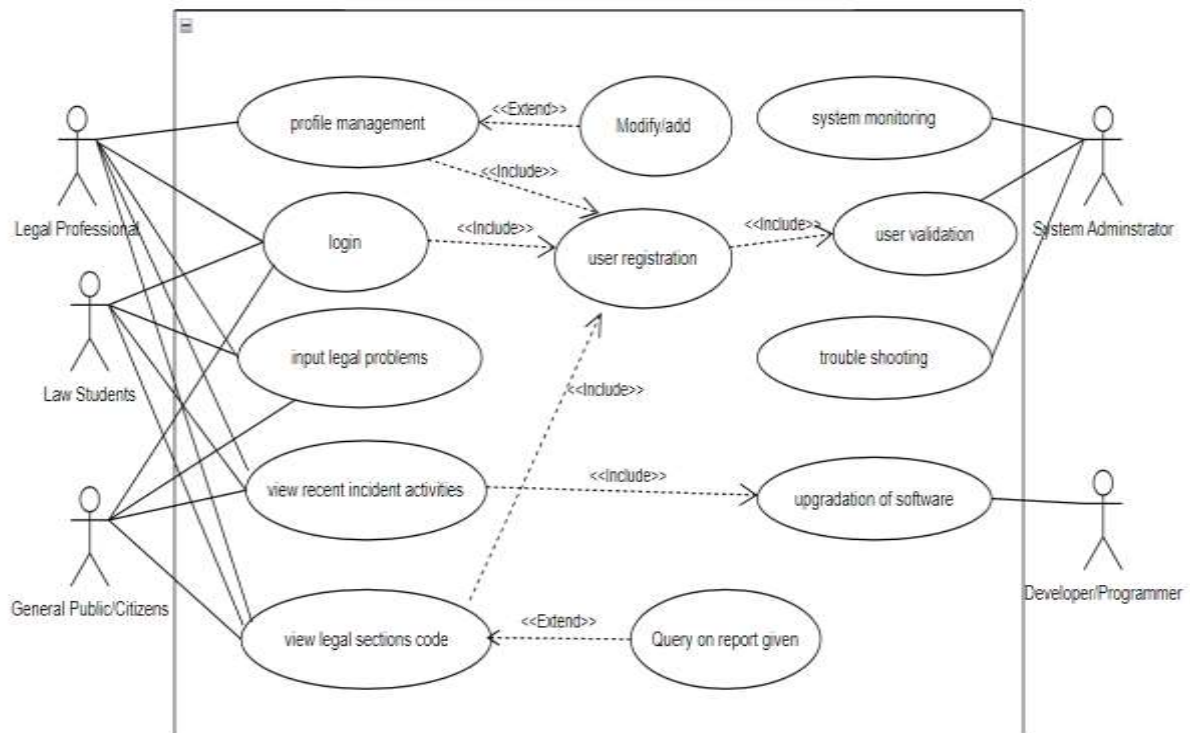 <<Extend>>
profile management
Modify/add
system monitoring
<<Include>>
Legal Professional
login
<<Include>>
user registration
<<Include>>
user validation
System Adminstrator
input legal problems
trouble shooting
Law Students
<<Include>>
view recent incident activities
<<Include>>
upgradation of software
General Public/Citizens
Developer/Programmer
view legal sections code
<<Extend>>
Query on report given